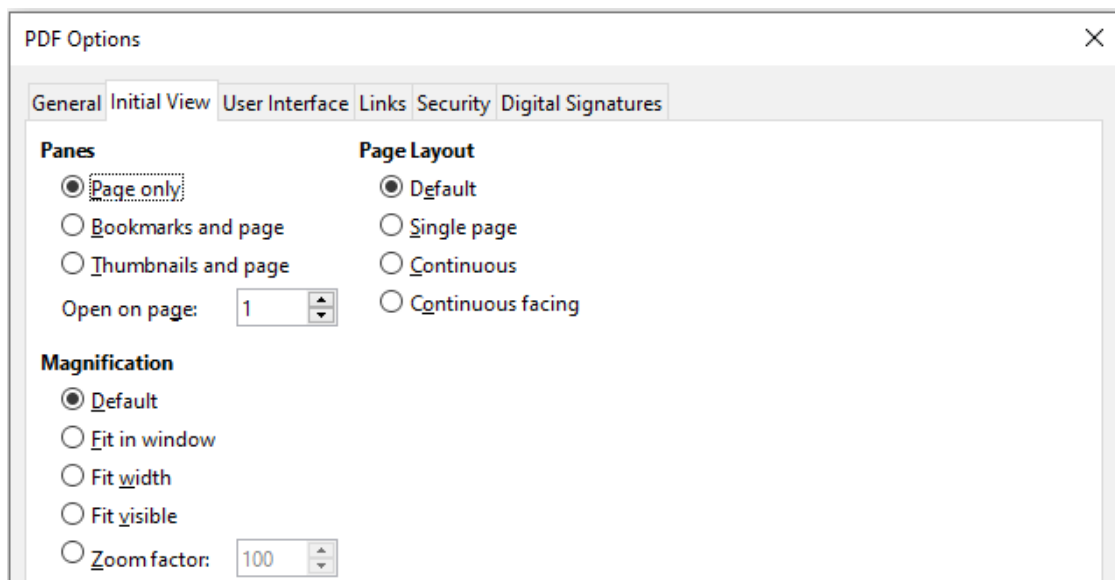 PDF Options
General Initial View User Interface Links Security Digital Signatures
Panes
Page only
Bookmarks and page
Thumbnails and page
Open on page: 1
Page Layout
Default
Single page
Continuous
Continuous facing
Magnification
Default
Fit in window
Fit width
Fit visible
Zoom factor: 100